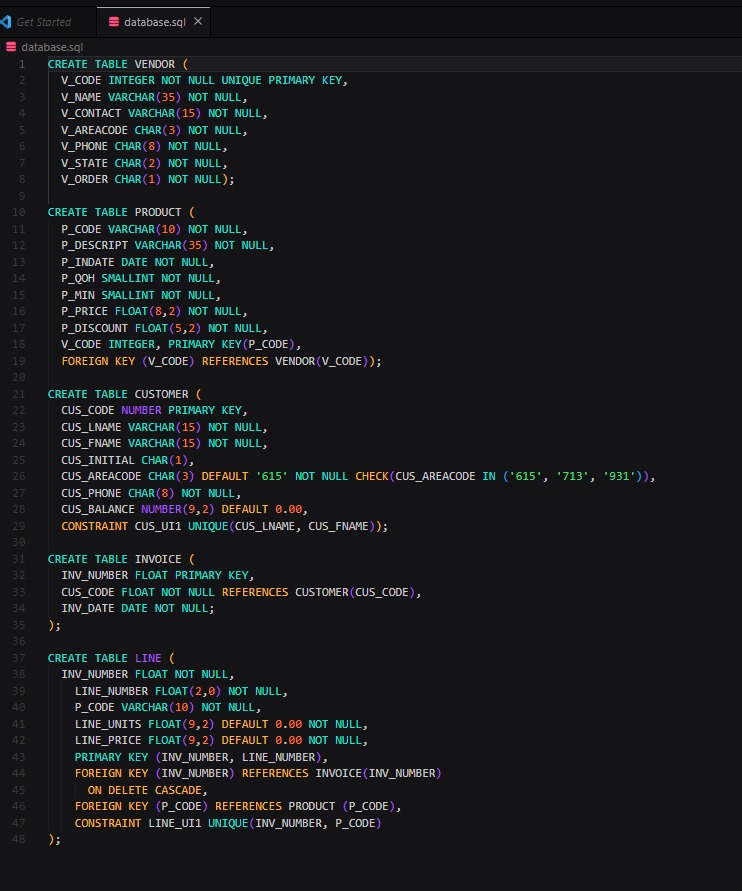 Get Started
database.sql ×
database.sql
1 CREATE TABLE VENDOR (
2 V_CODE INTEGER NOT NULL UNIQUE PRIMARY KEY,
3 V_NAME VARCHAR(35) NOT NULL,
4 V_CONTACT VARCHAR(15) NOT NULL,
5 V_AREACODE CHAR(3) NOT NULL,
6 V_PHONE CHAR(8) NOT NULL,
7 V_STATE CHAR(2) NOT NULL,
8 V_ORDER CHAR(1) NOT NULL);
9
10 CREATE TABLE PRODUCT (
11 P_CODE VARCHAR(10) NOT NULL,
12 P_DESCRIPT VARCHAR(35) NOT NULL,
13 P_INDATE DATE NOT NULL,
14 P_QOH SMALLINT NOT NULL,
15 P_MIN SMALLINT NOT NULL,
16 P_PRICE FLOAT(8,2) NOT NULL,
17 P_DISCOUNT FLOAT(5,2) NOT NULL,
18 V_CODE INTEGER, PRIMARY KEY(P_CODE),
19 FOREIGN KEY (V_CODE) REFERENCES VENDOR(V_CODE));
20
21 CREATE TABLE CUSTOMER (
22 CUS_CODE NUMBER PRIMARY KEY,
23 CUS_LNAME VARCHAR(15) NOT NULL,
24 CUS_FNAME VARCHAR(15) NOT NULL,
25 CUS_INITIAL CHAR(1),
26 CUS_AREACODE CHAR(3) DEFAULT '615' NOT NULL CHECK(CUS_AREACODE IN ('615', '713', '931')),
27 CUS_PHONE CHAR(8) NOT NULL,
28 CUS_BALANCE NUMBER(9,2) DEFAULT 0.00,
29 CONSTRAINT CUS_UI1 UNIQUE(CUS_LNAME, CUS_FNAME));
30
31 CREATE TABLE INVOICE (
32 INV_NUMBER FLOAT PRIMARY KEY,
33 CUS_CODE FLOAT NOT NULL REFERENCES CUSTOMER(CUS_CODE),
34 INV_DATE DATE NOT NULL;
35 );
36
37 CREATE TABLE LINE (
38 INV_NUMBER FLOAT NOT NULL,
39 LINE_NUMBER FLOAT(2,0) NOT NULL,
40 P_CODE VARCHAR(10) NOT NULL,
41 LINE_UNITS FLOAT(9,2) DEFAULT 0.00 NOT NULL,
42 LINE_PRICE FLOAT(9,2) DEFAULT 0.00 NOT NULL,
43 PRIMARY KEY (INV_NUMBER, LINE_NUMBER),
44 FOREIGN KEY (INV_NUMBER) REFERENCES INVOICE(INV_NUMBER)
45 ON DELETE CASCADE,
46 FOREIGN KEY (P_CODE) REFERENCES PRODUCT (P_CODE),
47 CONSTRAINT LINE_UI1 UNIQUE(INV_NUMBER, P_CODE)
48 );